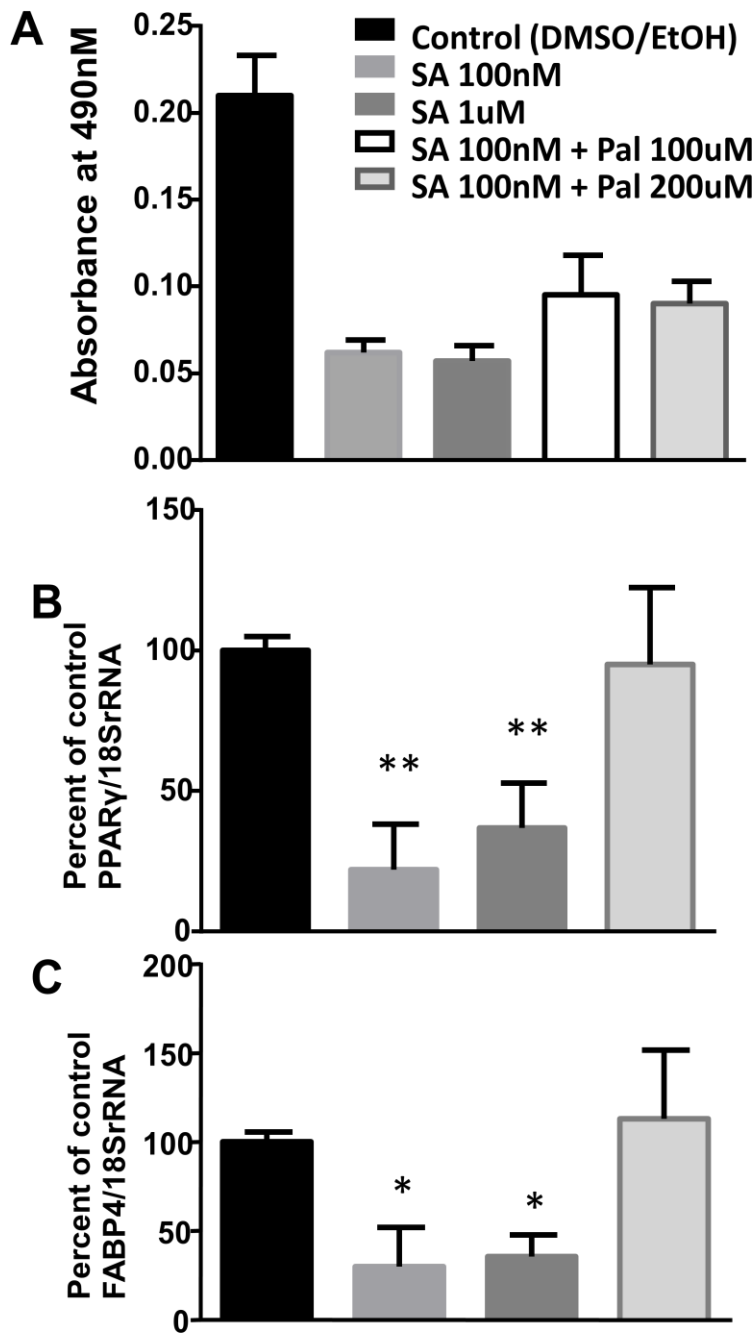 A
Absorbance at 490nM
0.25
0.20
0.15
0.10
0.05
0.00
Control (DMSO/EtOH)
SA 100nM
SA 1uM
SA 100nM + Pal 100uM
SA 100nM + Pal 200uM
B
Percent of control
PPARγ/18SrRNA
150
100
50
0
**
**
C
Percent of control
FABP4/18SrRNA
200
150
100
50
0
*
*